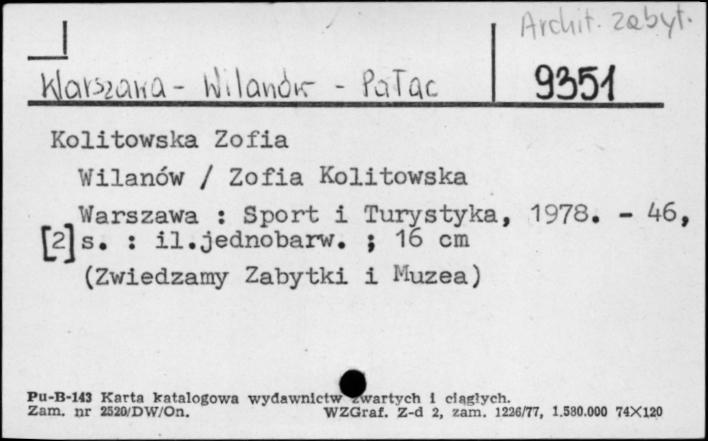 Archit. zabyt.
Warszawa - Wilanów - Pałac 9351
Kolitowska Zofia
Wilanów / Zofia Kolitowska
Warszawa : Sport i Turystyka, 1978. - 46,
[2] s. : il.jednobarw. ; 16 cm
(Zwiedzamy Zabytki i Muzea)
Pu-B-143 Karta katalogowa wydawnictw zwartych i ciągłych.
Zam. nr 2520/DW/On. WZGraf. Z-d 2, zam. 1226/77, 1.580.000 74×120